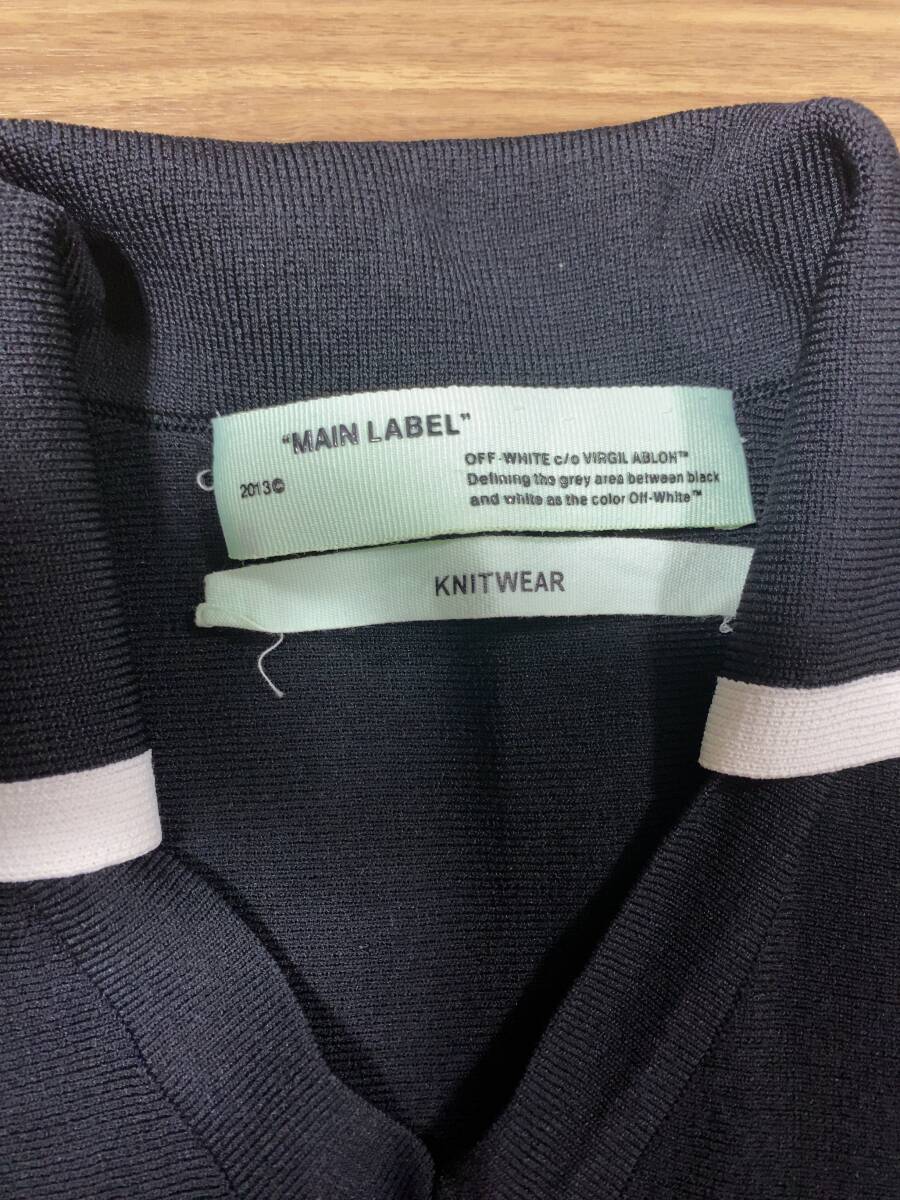 “MAIN LABEL”
2013©
OFF-WHITE c/o VIRGIL ABLOH™
Defining the grey area between black
and white as the color Off-White™
KNITWEAR